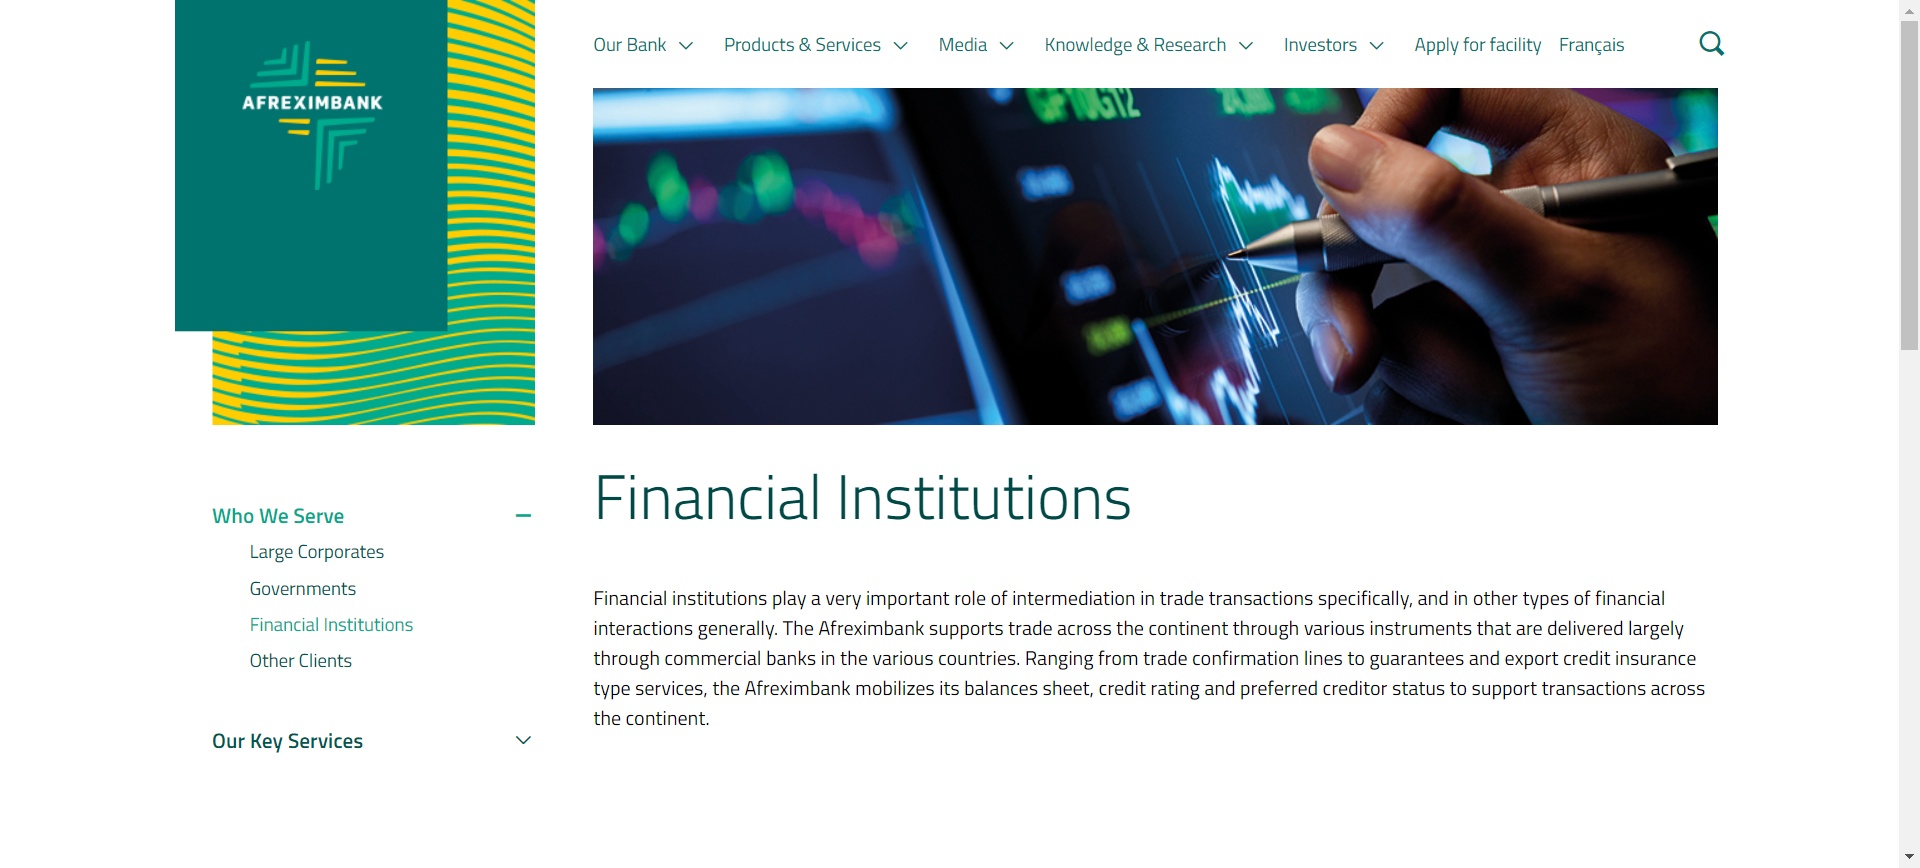 AFREXIMBANK
Our Bank
Products & Services
Media
Knowledge & Research
Investors
Apply for facility
Français
Who We Serve
Large Corporates
Governments
Financial Institutions
Other Clients
Our Key Services
Financial Institutions
Financial institutions play a very important role of intermediation in trade transactions specifically, and in other types of financial
interactions generally. The Afreximbank supports trade across the continent through various instruments that are delivered largely
through commercial banks in the various countries. Ranging from trade confirmation lines to guarantees and export credit insurance
type services, the Afreximbank mobilizes its balances sheet, credit rating and preferred creditor status to support transactions across
the continent.